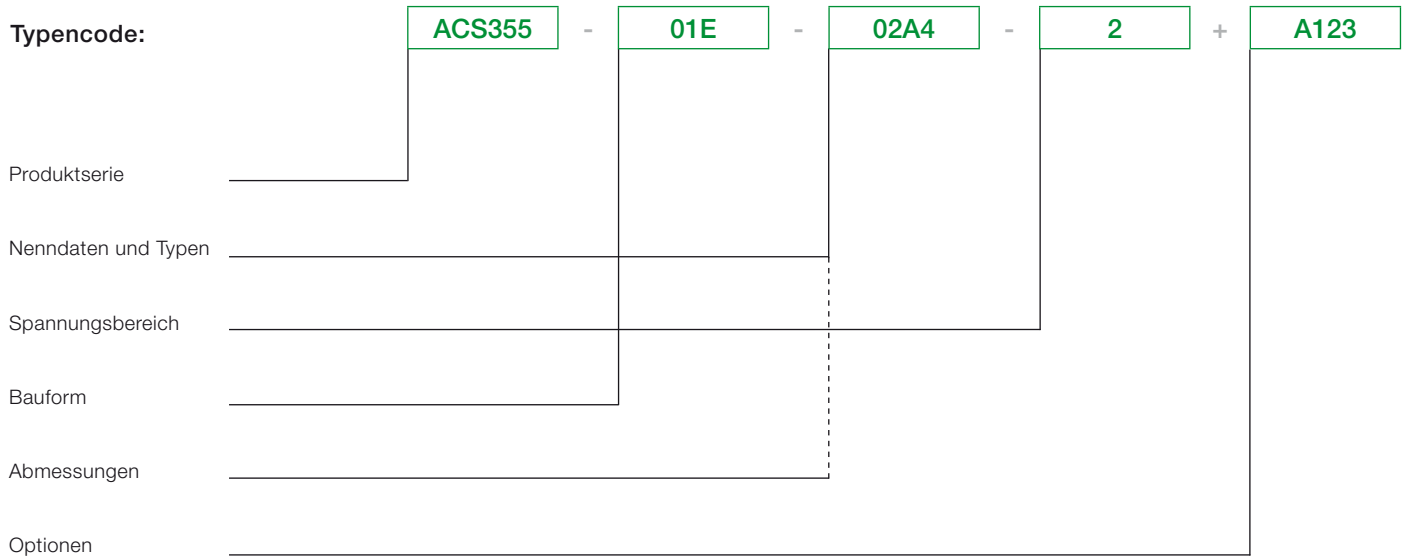 Typencode: ACS355 - 01E - 02A4 - 2 + A123
Produktserie
Nenndaten und Typen
Spannungsbereich
Bauform
Abmessungen
Optionen